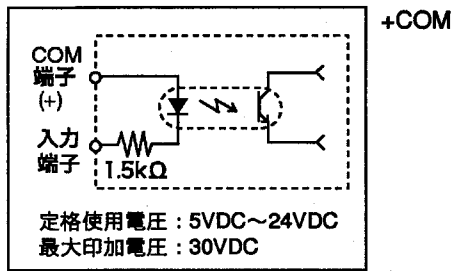 +COM
COM
端子
(+)
入力
端子
1.5kΩ
定格使用電圧：5VDC～24VDC
最大印加電圧：30VDC